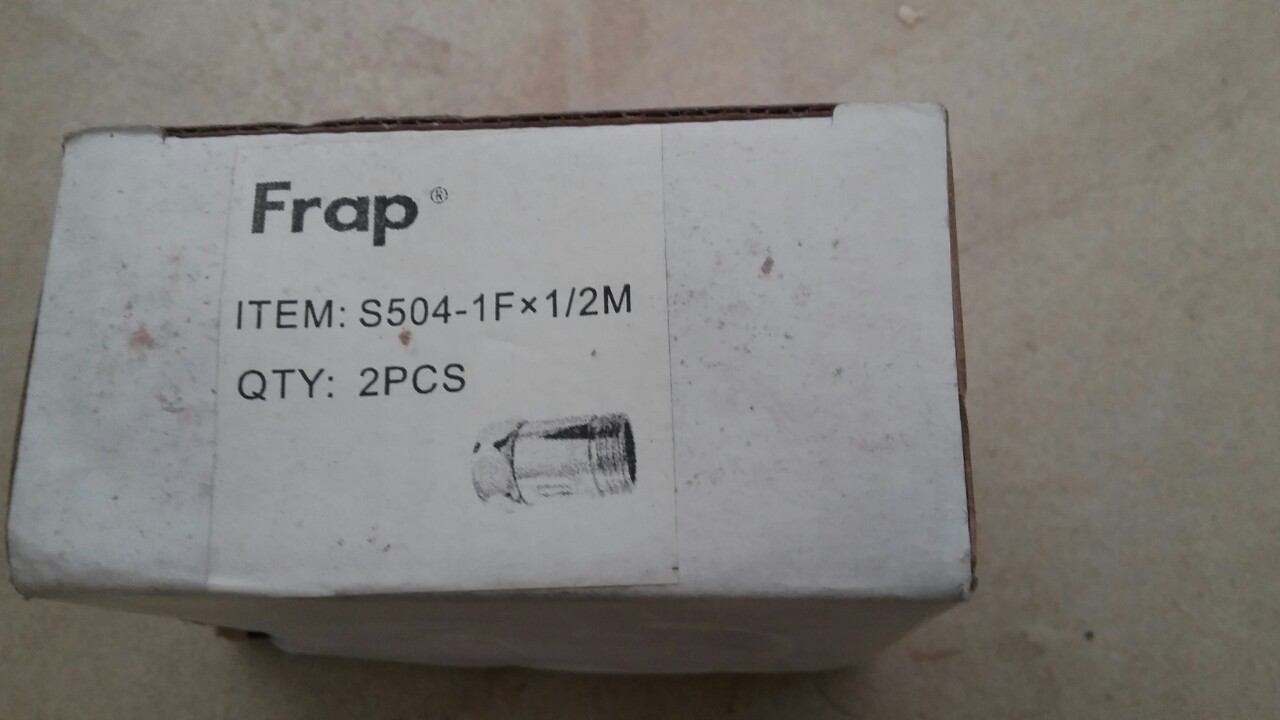 Frap ®
ITEM: S504-1F×1/2M
QTY: 2PCS